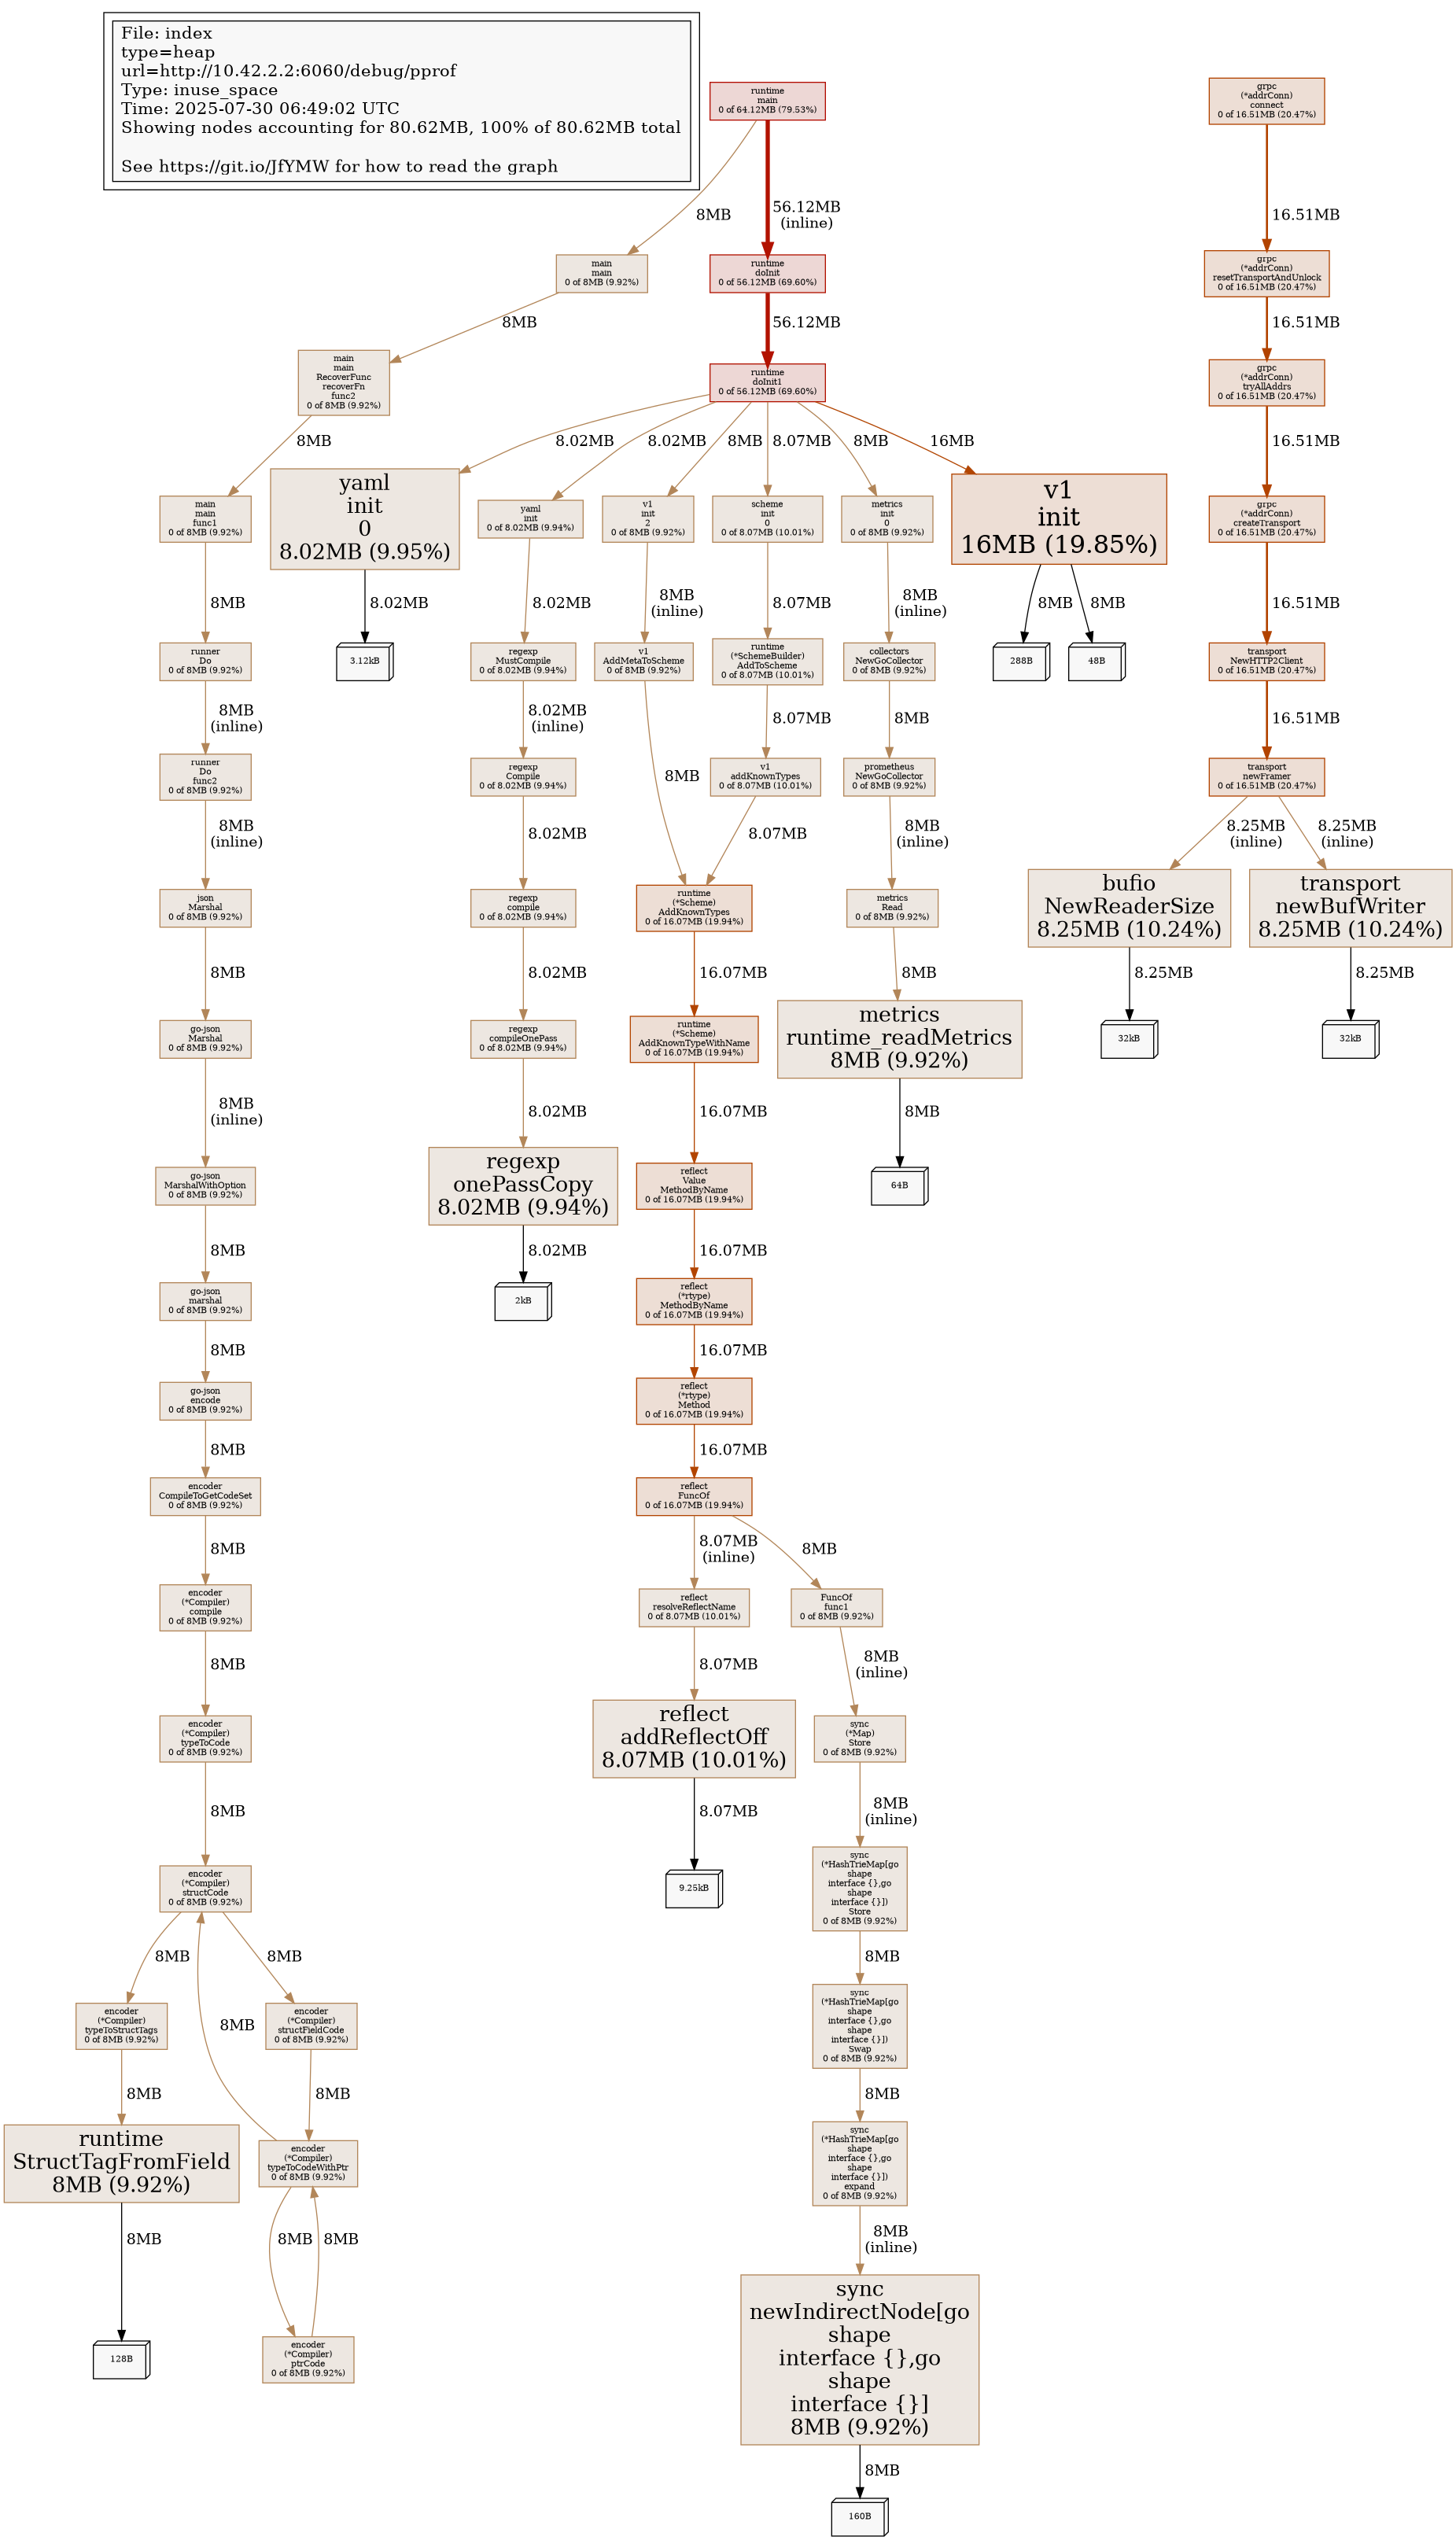 File: index
type=heap
url=http://10.42.2.2:6060/debug/pprof
Type: inuse_space
Time: 2025-07-30 06:49:02 UTC
Showing nodes accounting for 80.62MB, 100% of 80.62MB total
See https://git.io/JfYMW for how to read the graph
runtime
main
0 of 64.12MB (79.53%)
grpc
(*addrConn)
connect
0 of 16.51MB (20.47%)
8MB
56.12MB
(inline)
16.51MB
main
main
0 of 8MB (9.92%)
runtime
doInit
0 of 56.12MB (69.60%)
grpc
(*addrConn)
resetTransportAndUnlock
0 of 16.51MB (20.47%)
8MB
56.12MB
16.51MB
main
main
RecoverFunc
recoverFn
func2
0 of 8MB (9.92%)
runtime
doInit1
0 of 56.12MB (69.60%)
grpc
(*addrConn)
tryAllAddrs
0 of 16.51MB (20.47%)
8MB
8.02MB
8.02MB
8MB
8.07MB
8MB
16MB
16.51MB
main
main
func1
0 of 8MB (9.92%)
yaml
init
0
8.02MB (9.95%)
yaml
init
0 of 8.02MB (9.94%)
v1
init
2
0 of 8MB (9.92%)
scheme
init
0
0 of 8.07MB (10.01%)
metrics
init
0
0 of 8MB (9.92%)
v1
init
16MB (19.85%)
grpc
(*addrConn)
createTransport
0 of 16.51MB (20.47%)
8MB
8.02MB
8.02MB
8MB
(inline)
8.07MB
8MB
(inline)
8MB
8MB
16.51MB
runner
Do
0 of 8MB (9.92%)
3.12kB
regexp
MustCompile
0 of 8.02MB (9.94%)
v1
AddMetaToScheme
0 of 8MB (9.92%)
runtime
(*SchemeBuilder)
AddToScheme
0 of 8.07MB (10.01%)
collectors
NewGoCollector
0 of 8MB (9.92%)
288B
48B
transport
NewHTTP2Client
0 of 16.51MB (20.47%)
8MB
(inline)
8.02MB
(inline)
8MB
8.07MB
8MB
16.51MB
runner
Do
func2
0 of 8MB (9.92%)
regexp
Compile
0 of 8.02MB (9.94%)
v1
addKnownTypes
0 of 8.07MB (10.01%)
prometheus
NewGoCollector
0 of 8MB (9.92%)
transport
newFramer
0 of 16.51MB (20.47%)
8MB
(inline)
8.02MB
8.07MB
8MB
(inline)
8.25MB
(inline)
8.25MB
(inline)
json
Marshal
0 of 8MB (9.92%)
regexp
compile
0 of 8.02MB (9.94%)
runtime
(*Scheme)
AddKnownTypes
0 of 16.07MB (19.94%)
metrics
Read
0 of 8MB (9.92%)
bufio
NewReaderSize
8.25MB (10.24%)
transport
newBufWriter
8.25MB (10.24%)
8MB
8.02MB
16.07MB
8MB
8.25MB
8.25MB
go-json
Marshal
0 of 8MB (9.92%)
regexp
compileOnePass
0 of 8.02MB (9.94%)
runtime
(*Scheme)
AddKnownTypeWithName
0 of 16.07MB (19.94%)
metrics
runtime_readMetrics
8MB (9.92%)
32kB
32kB
8MB
(inline)
8.02MB
16.07MB
8MB
go-json
MarshalWithOption
0 of 8MB (9.92%)
regexp
onePassCopy
8.02MB (9.94%)
reflect
Value
MethodByName
0 of 16.07MB (19.94%)
64B
8MB
8.02MB
16.07MB
go-json
marshal
0 of 8MB (9.92%)
2kB
reflect
(*rtype)
MethodByName
0 of 16.07MB (19.94%)
8MB
16.07MB
go-json
encode
0 of 8MB (9.92%)
reflect
(*rtype)
Method
0 of 16.07MB (19.94%)
8MB
16.07MB
encoder
CompileToGetCodeSet
0 of 8MB (9.92%)
reflect
FuncOf
0 of 16.07MB (19.94%)
8MB
8.07MB
(inline)
8MB
encoder
(*Compiler)
compile
0 of 8MB (9.92%)
reflect
resolveReflectName
0 of 8.07MB (10.01%)
FuncOf
func1
0 of 8MB (9.92%)
8MB
8.07MB
8MB
(inline)
encoder
(*Compiler)
typeToCode
0 of 8MB (9.92%)
reflect
addReflectOff
8.07MB (10.01%)
sync
(*Map)
Store
0 of 8MB (9.92%)
8MB
8.07MB
8MB
(inline)
encoder
(*Compiler)
structCode
0 of 8MB (9.92%)
9.25kB
sync
(*HashTrieMap[go
shape
interface {},go
shape
interface {}])
Store
0 of 8MB (9.92%)
8MB
8MB
8MB
8MB
encoder
(*Compiler)
typeToStructTags
0 of 8MB (9.92%)
encoder
(*Compiler)
structFieldCode
0 of 8MB (9.92%)
sync
(*HashTrieMap[go
shape
interface {},go
shape
interface {}])
Swap
0 of 8MB (9.92%)
8MB
8MB
8MB
runtime
StructTagFromField
8MB (9.92%)
encoder
(*Compiler)
typeToCodeWithPtr
0 of 8MB (9.92%)
sync
(*HashTrieMap[go
shape
interface {},go
shape
interface {}])
expand
0 of 8MB (9.92%)
8MB
8MB
8MB
8MB
(inline)
128B
encoder
(*Compiler)
ptrCode
0 of 8MB (9.92%)
sync
newIndirectNode[go
shape
interface {},go
shape
interface {}]
8MB (9.92%)
8MB
160B